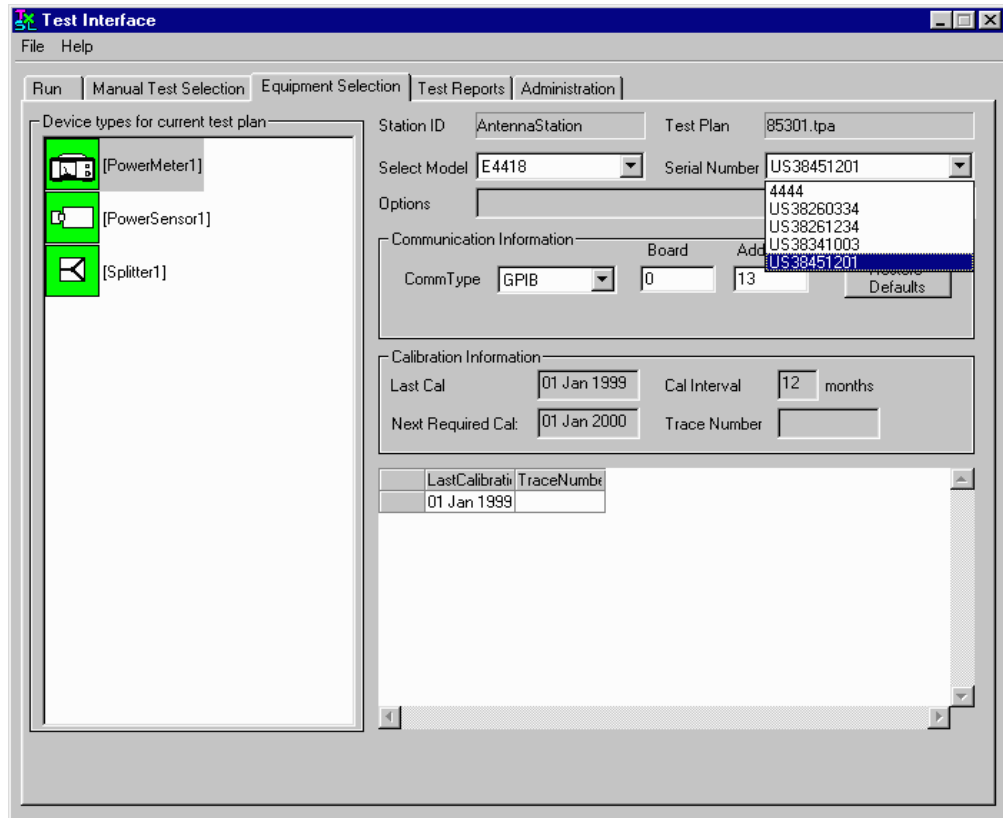 Test Interface
File Help
Run Manual Test Selection Equipment Selection Test Reports Administration
Device types for current test plan
[PowerMeter1]
[PowerSensor1]
[Splitter1]
Station ID AntennaStation Test Plan 85301.tpa
Select Model E4418 Serial Number US38451201
4444
US38260334
US38261234
US38341003
US38451201
Options
Communication Information
Board
CommType GPIB 0 13
Defaults
Calibration Information
Last Cal 01 Jan 1999 Cal Interval 12 months
Next Required Cal: 01 Jan 2000 Trace Number
LastCalibrati TraceNumbe
01 Jan 1999